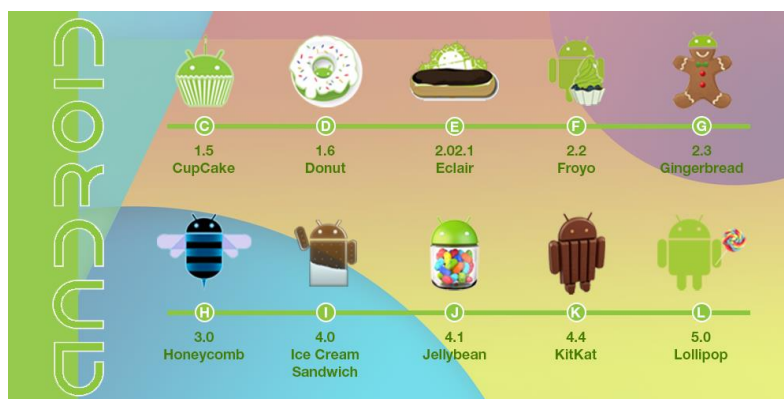 ANDROID
C
D
E
F
G
1.5
CupCake
1.6
Donut
2.02.1
Eclair
2.2
Froyo
2.3
Gingerbread
H
I
J
K
L
3.0
Honeycomb
4.0
Ice Cream
Sandwich
4.1
Jellybean
4.4
KitKat
5.0
Lollipop